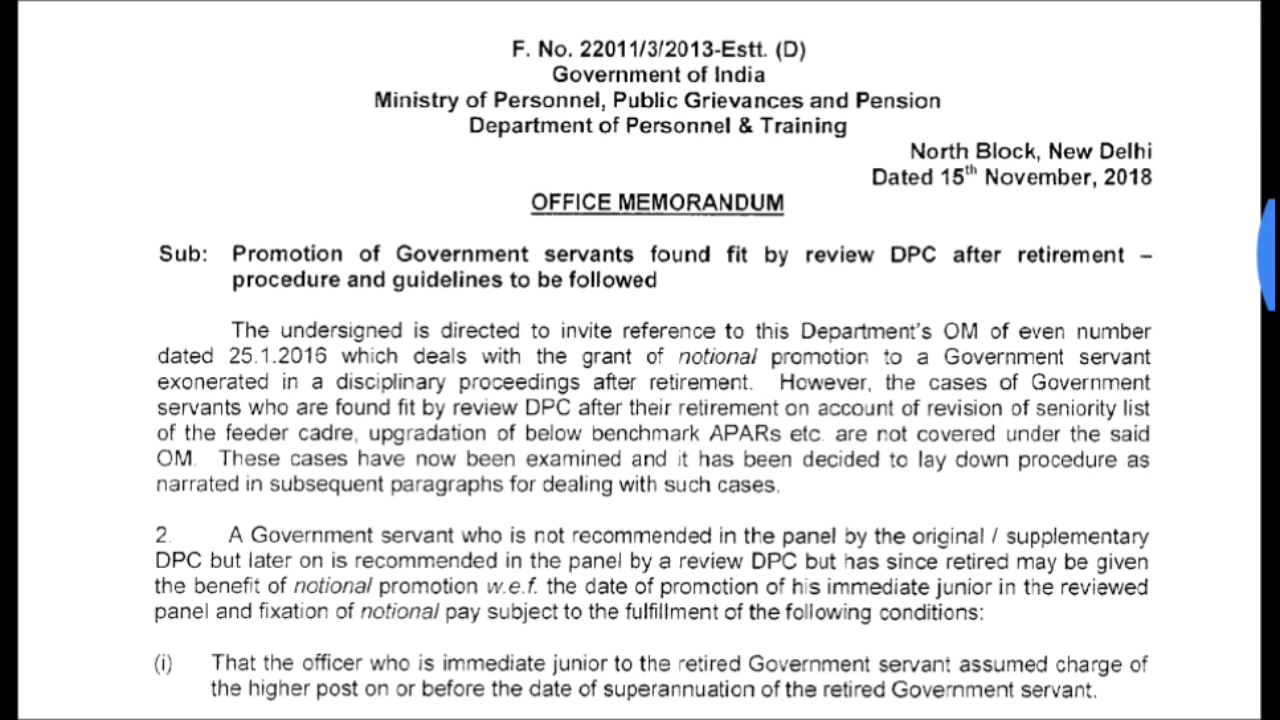 F. No. 22011/3/2013-Estt. (D)
Government of India
Ministry of Personnel, Public Grievances and Pension
Department of Personnel & Training
North Block, New Delhi
Dated 15th November, 2018
OFFICE MEMORANDUM
Sub: Promotion of Government servants found fit by review DPC after retirement –
procedure and guidelines to be followed
The undersigned is directed to invite reference to this Department's OM of even number
dated 25.1.2016 which deals with the grant of notional promotion to a Government servant
exonerated in a disciplinary proceedings after retirement. However, the cases of Government
servants who are found fit by review DPC after their retirement on account of revision of seniority list
of the feeder cadre, upgradation of below benchmark APARs etc. are not covered under the said
OM. These cases have now been examined and it has been decided to lay down procedure as
narrated in subsequent paragraphs for dealing with such cases.
2. A Government servant who is not recommended in the panel by the original / supplementary
DPC but later on is recommended in the panel by a review DPC but has since retired may be given
the benefit of notional promotion w.e.f. the date of promotion of his immediate junior in the reviewed
panel and fixation of notional pay subject to the fulfillment of the following conditions:
(i) That the officer who is immediate junior to the retired Government servant assumed charge of
the higher post on or before the date of superannuation of the retired Government servant.